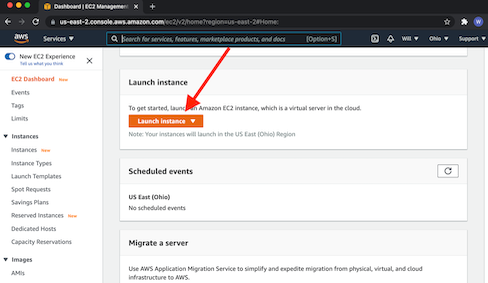 Dashboard | EC2 Manageme
us-east-2.console.aws.amazon.com/ec2/v2/home?region=us-east-2#Home:
aws
Services
Search for services, features, marketplace products, and docs
[Option+S]
Will
Ohio
Support
New EC2 Experience
Tell us what you think
EC2 Dashboard New
Events
Tags
Limits
Instances
Instances New
Instance Types
Launch Templates
Spot Requests
Savings Plans
Reserved Instances New
Dedicated Hosts
Capacity Reservations
Images
AMIs
Launch instance
To get started, launch an Amazon EC2 instance, which is a virtual server in the cloud.
Launch instance
Note: Your instances will launch in the US East (Ohio) Region
Scheduled events
US East (Ohio)
No scheduled events
Migrate a server
Use AWS Application Migration Service to simplify and expedite migration from physical, virtual, and cloud
infrastructure to AWS.